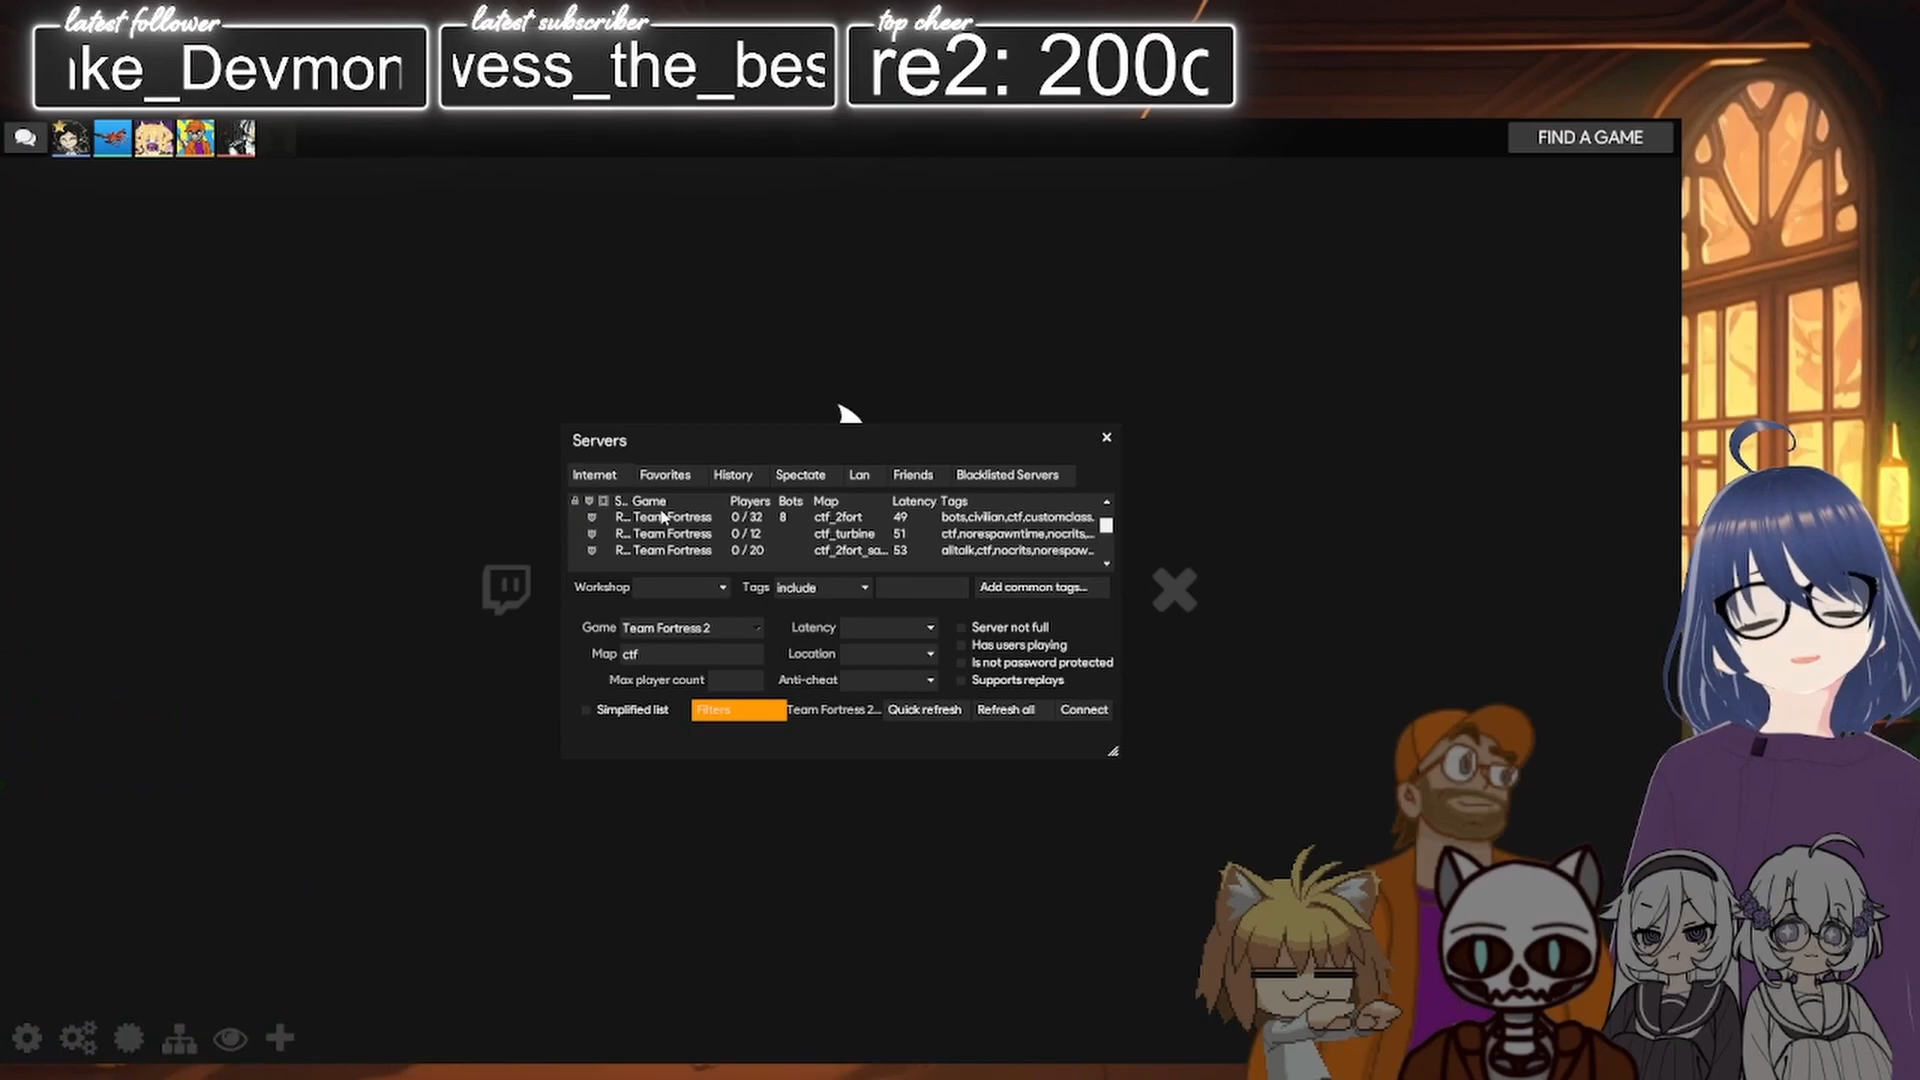 latest follower
latest subscriber
top cheer
ke_Devmon
vess_the_bes
re2: 200c
FIND A GAME
Servers
Internet Favorites History Spectate Lan Friends Blacklisted Servers
S.. Game Players Bots Map Latency Tags
R... Team Fortress 0 / 32 8 ctf_2fort 49 bots,civilian,ctf,customclass.
R... Team Fortress 0 / 12 ctf_turbine 51 ctf,norespawntime,nocrits,...
R... Team Fortress 0 / 20 ctf_2fort_sa... 53 alltalk,ctf,nocrits,norespaw...
Workshop Tags include Add common tags...
Game Team Fortress 2 Latency Server not full
Has users playing
Map ctf Location Is not password protected
Max player count Anti-cheat Supports replays
Simplified list Filters Team Fortress 2... Quick refresh Refresh all Connect